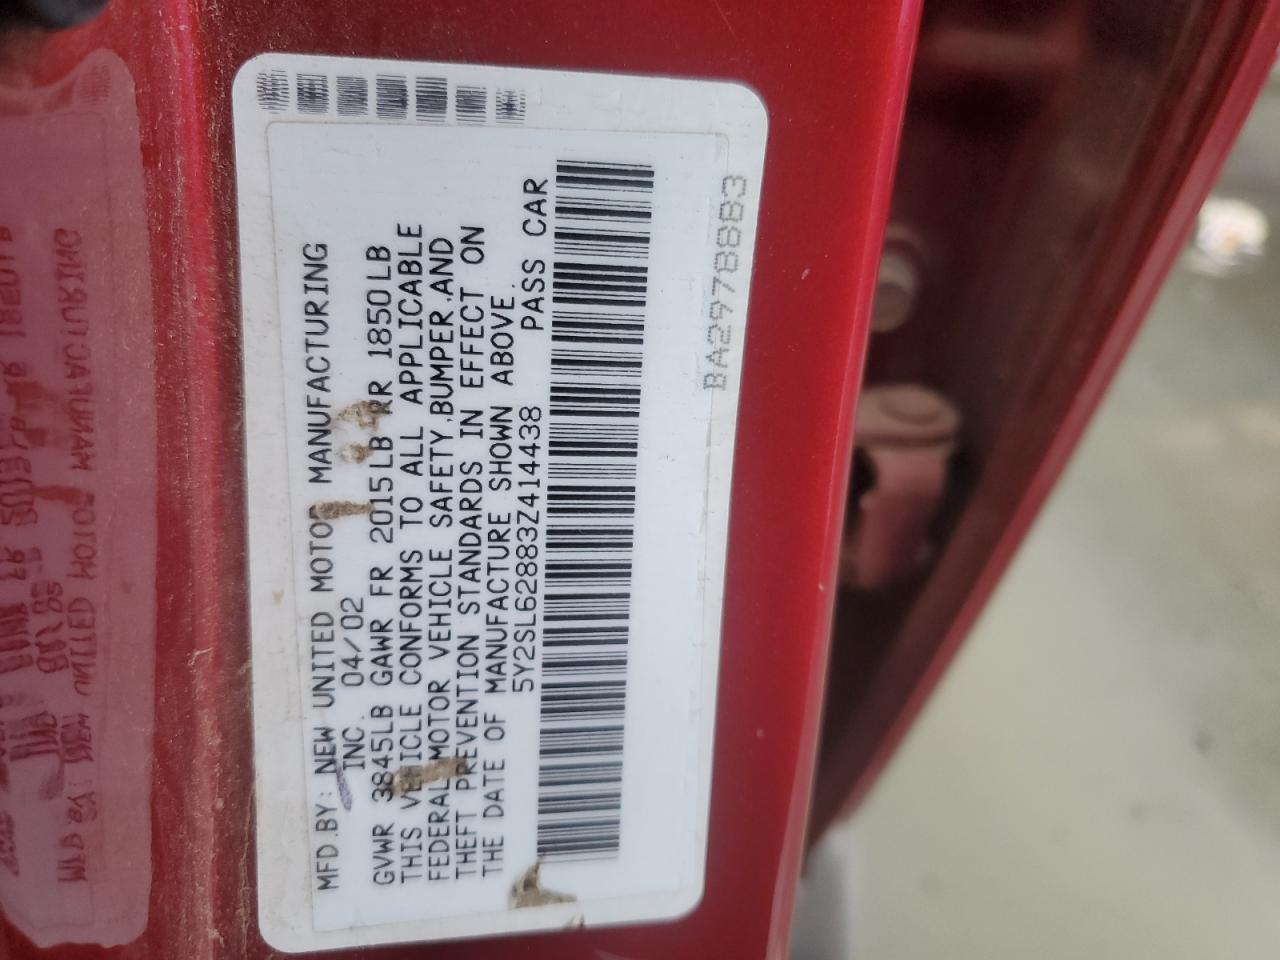 MFD.BY: NEW UNITED MOTOR MANUFACTURING
INC. 04/02
GVWR 3845LB GAWR FR 2015LB RR 1850LB
THIS VEHICLE CONFORMS TO ALL APPLICABLE
FEDERAL MOTOR VEHICLE SAFETY,BUMPER,AND
THEFT PREVENTION STANDARDS IN EFFECT ON
THE DATE OF MANUFACTURE SHOWN ABOVE.
5Y2SL62883Z414438 PASS CAR
BA2978883